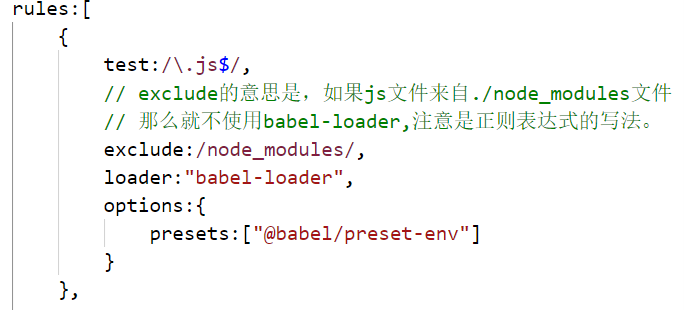 rules:[
{
test:/\.js$/,
// exclude的意思是，如果js文件来自./node_modules文件
// 那么就不使用babel-loader,注意是正则表达式的写法。
exclude:/node_modules/,
loader:"babel-loader",
options:{
presets:["@babel/preset-env"]
}
},